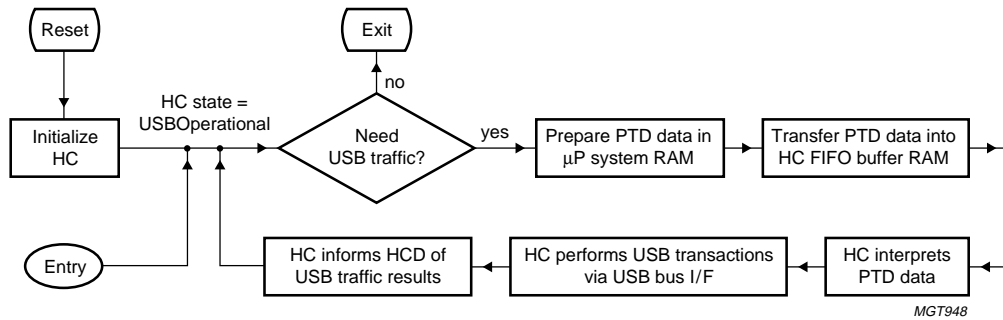 Reset
Exit
no
HC state =
USBOperational
Initialize
HC
Need
USB traffic?
yes
Prepare PTD data in
μP system RAM
Transfer PTD data into
HC FIFO buffer RAM
Entry
HC informs HCD of
USB traffic results
HC performs USB transactions
via USB bus I/F
HC interprets
PTD data
MGT948